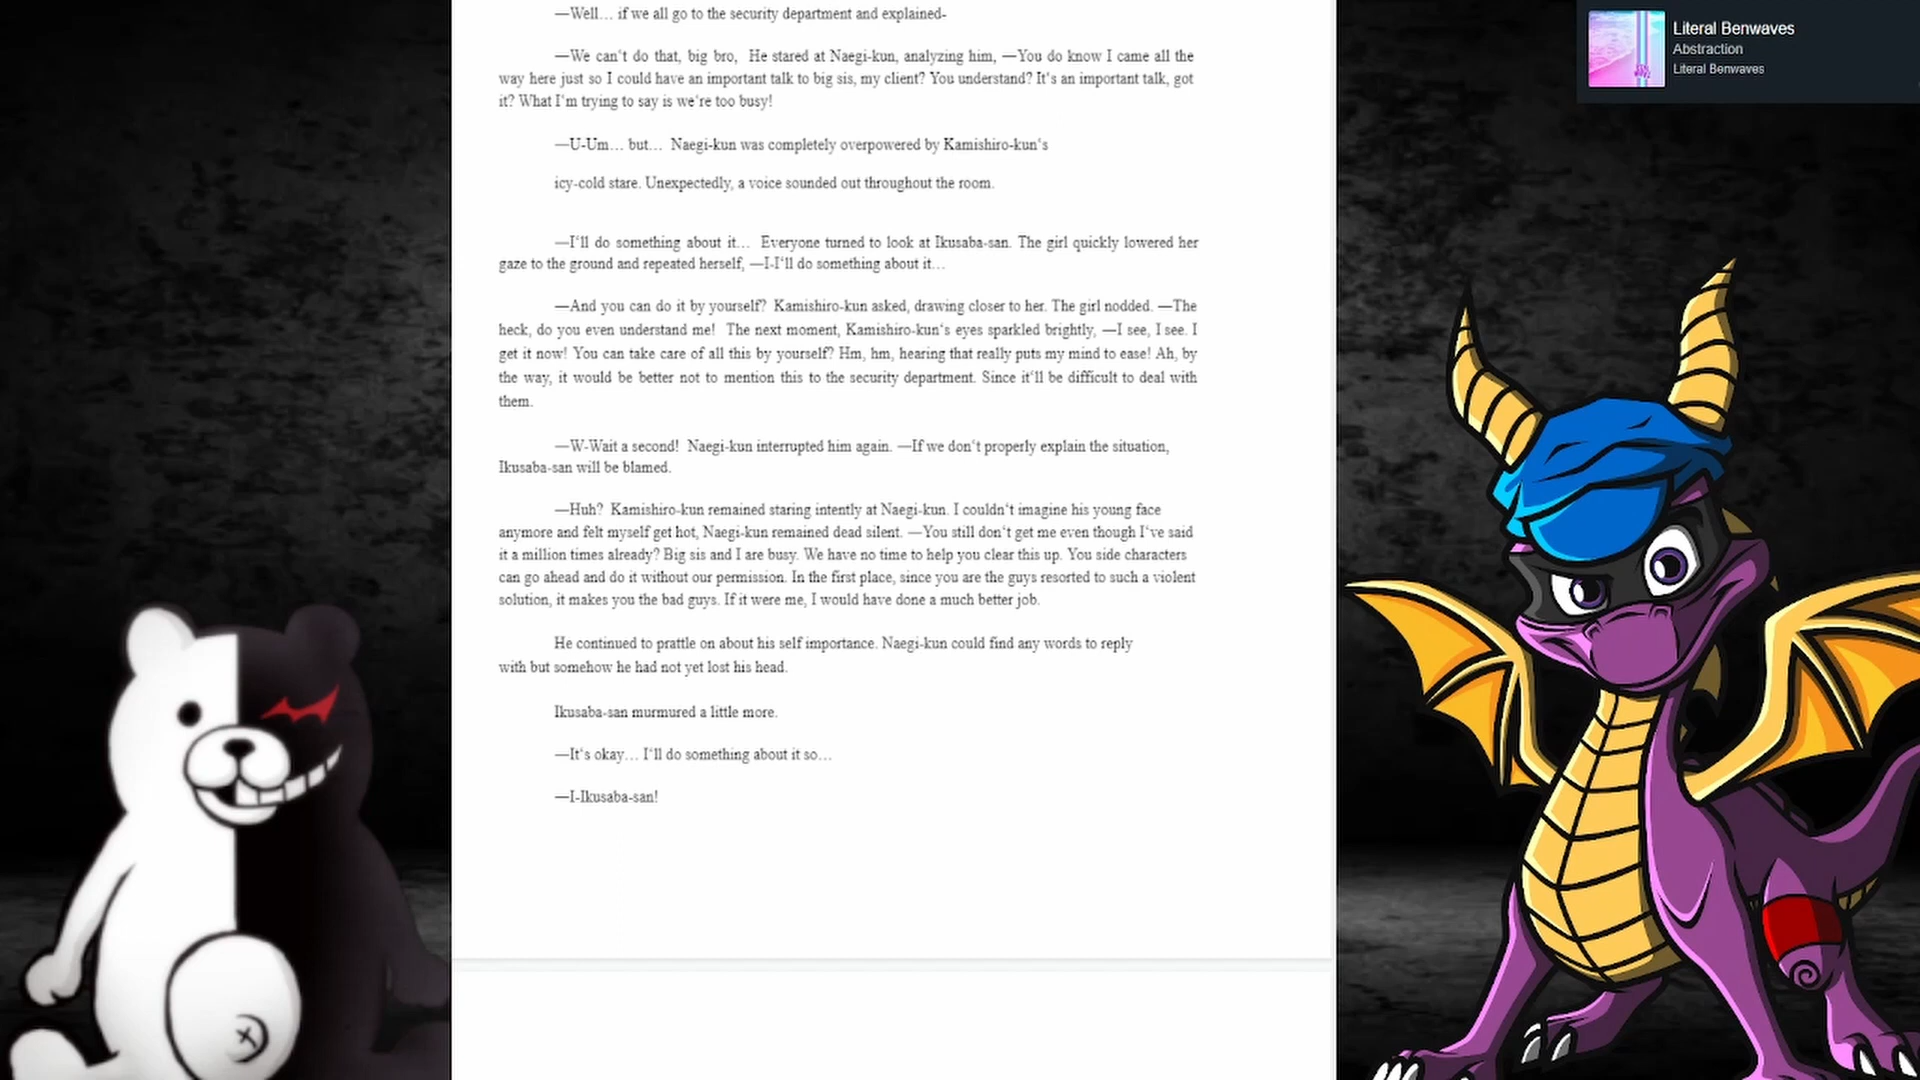 —Well… if we all go to the security department and explained-
—We can‘t do that, big bro,  He stared at Naegi-kun, analyzing him, —You do know I came all the
way here just so I could have an important talk to big sis, my client? You understand? It‘s an important talk, got
it? What I‘m trying to say is we‘re too busy!
—U-Um… but…  Naegi-kun was completely overpowered by Kamishiro-kun‘s
icy-cold stare. Unexpectedly, a voice sounded out throughout the room.
—I‘ll do something about it…  Everyone turned to look at Ikusaba-san. The girl quickly lowered her
gaze to the ground and repeated herself, —I-I‘ll do something about it…
—And you can do it by yourself?  Kamishiro-kun asked, drawing closer to her. The girl nodded. —The
heck, do you even understand me!  The next moment, Kamishiro-kun‘s eyes sparkled brightly, —I see, I see. I
get it now! You can take care of all this by yourself? Hm, hm, hearing that really puts my mind to ease! Ah, by
the way, it would be better not to mention this to the security department. Since it‘ll be difficult to deal with
them.
—W-Wait a second!  Naegi-kun interrupted him again. —If we don‘t properly explain the situation,
Ikusaba-san will be blamed.
—Huh?  Kamishiro-kun remained staring intently at Naegi-kun. I couldn‘t imagine his young face
anymore and felt myself get hot, Naegi-kun remained dead silent. —You still don‘t get me even though I‘ve said
it a million times already? Big sis and I are busy. We have no time to help you clear this up. You side characters
can go ahead and do it without our permission. In the first place, since you are the guys resorted to such a violent
solution, it makes you the bad guys. If it were me, I would have done a much better job.
He continued to prattle on about his self importance. Naegi-kun could find any words to reply
with but somehow he had not yet lost his head.
Ikusaba-san murmured a little more.
—It‘s okay… I‘ll do something about it so…
—I-Ikusaba-san!
Literal Benwaves
Abstraction
Literal Benwaves